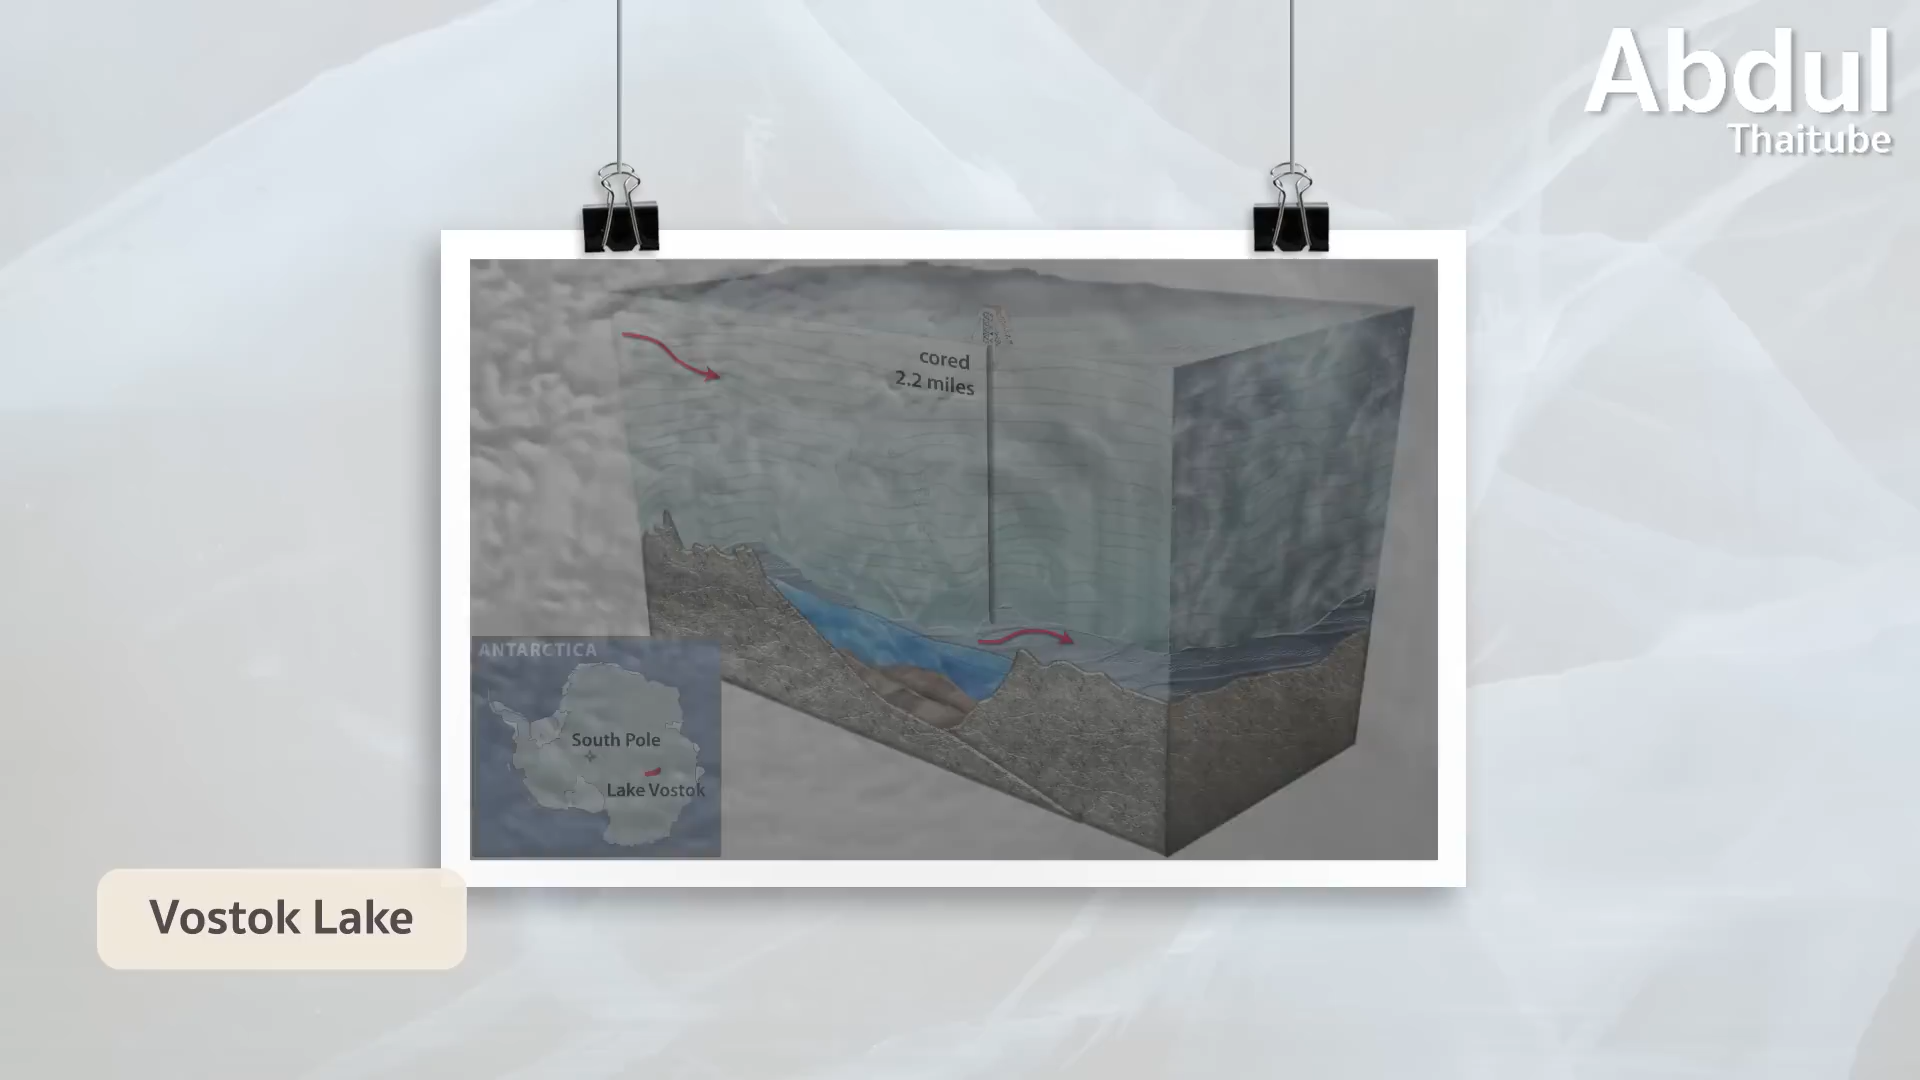 Abdul
Thaitube
cored
2.2 miles
ANTARCTICA
South Pole
Lake Vostok
Vostok Lake